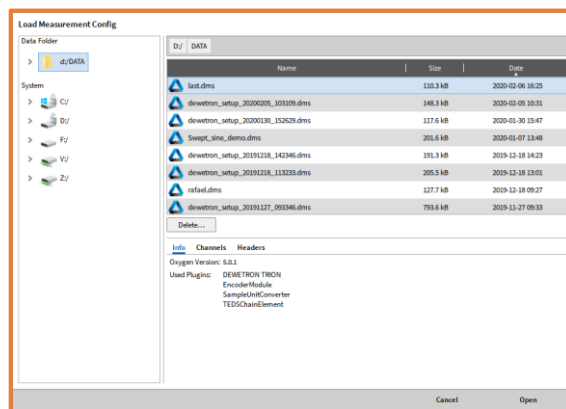 Load Measurement Config
Data Folder
d:/DATA
System
C:/
D:/
F:/
V:/
Z:/
D:/ DATA
Name Size Date
last.dms 110.3 kB 2020-02-06 16:25
dewetron_setup_20200205_103109.dms 148.3 kB 2020-02-05 10:31
dewetron_setup_20200130_152629.dms 117.6 kB 2020-01-30 15:47
Swept_sine_demo.dms 201.6 kB 2020-01-07 13:48
dewetron_setup_20191218_142346.dms 191.3 kB 2019-12-18 14:23
dewetron_setup_20191218_113233.dms 205.5 kB 2019-12-18 13:01
rafael.dms 127.7 kB 2019-12-18 09:27
dewetron_setup_20191127_093346.dms 793.6 kB 2019-11-27 09:33
Delete...
Info Channels Headers
Oxygen Version: 5.0.1
Used Plugins: DEWETRON TRION
EncoderModule
SampleUnitConverter
TEDSChainElement
Cancel Open